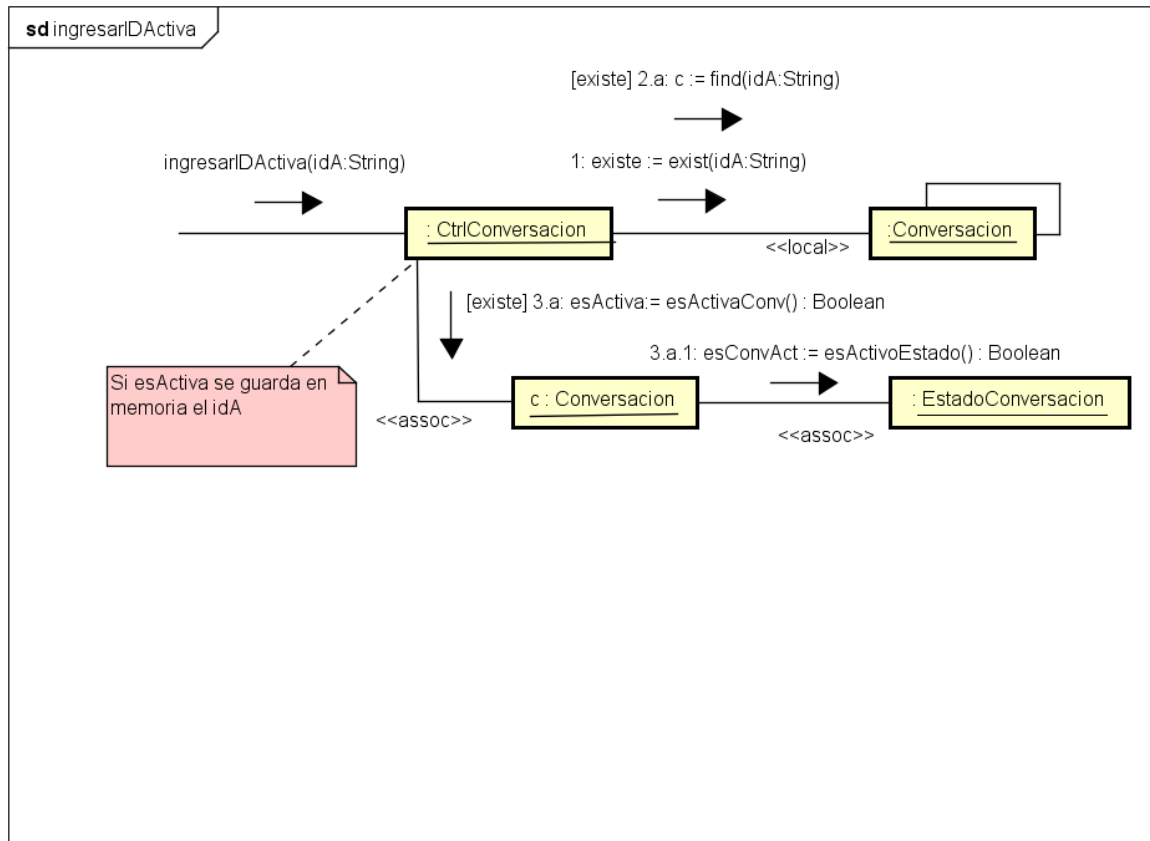 sd ingresarIDActiva
[existe] 2.a: c := find(idA:String)
ingresarIDActiva(idA:String)
1: existe := exist(idA:String)
: CtrlConversacion
:Conversacion
<<local>>
[existe] 3.a: esActiva:= esActivaConv() : Boolean
3.a.1: esConvAct := esActivoEstado() : Boolean
Si esActiva se guarda en
memoria el idA
c : Conversacion
: EstadoConversacion
<<assoc>>
<<assoc>>